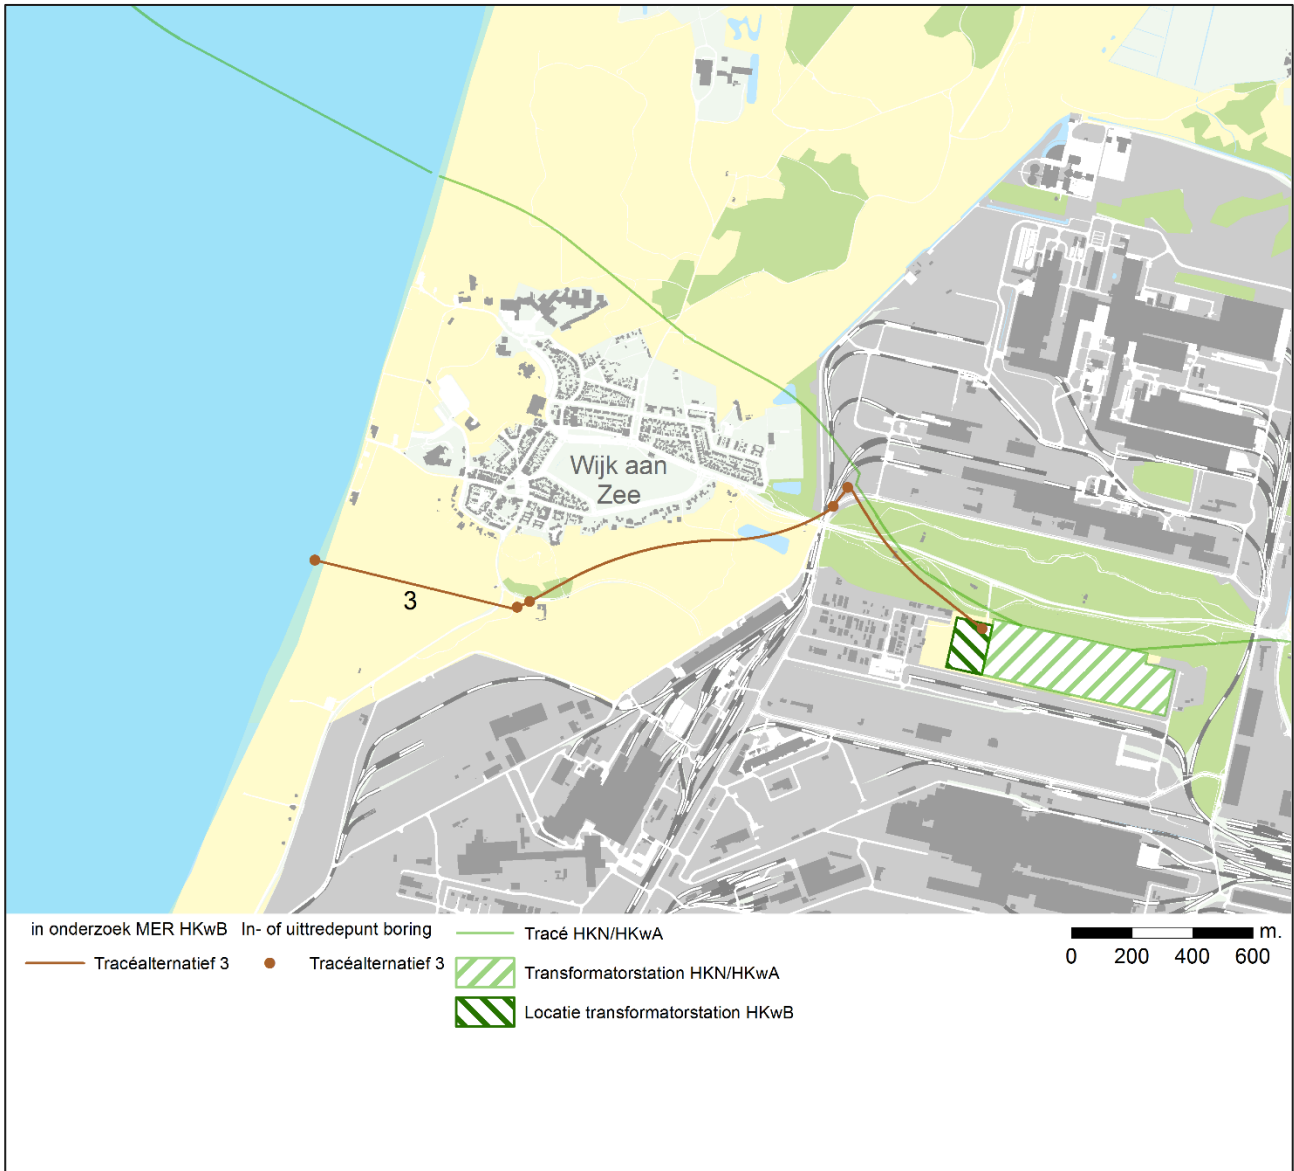 Wijk aan
Zee
3
in onderzoek MER HKwB
Tracéalternatief 3
In- of uittredepunt boring
Tracéalternatief 3
Tracé HKN/HKwA
Transformatorstation HKN/HKwA
Locatie transformatorstation HKwB
m.
0 200 400 600